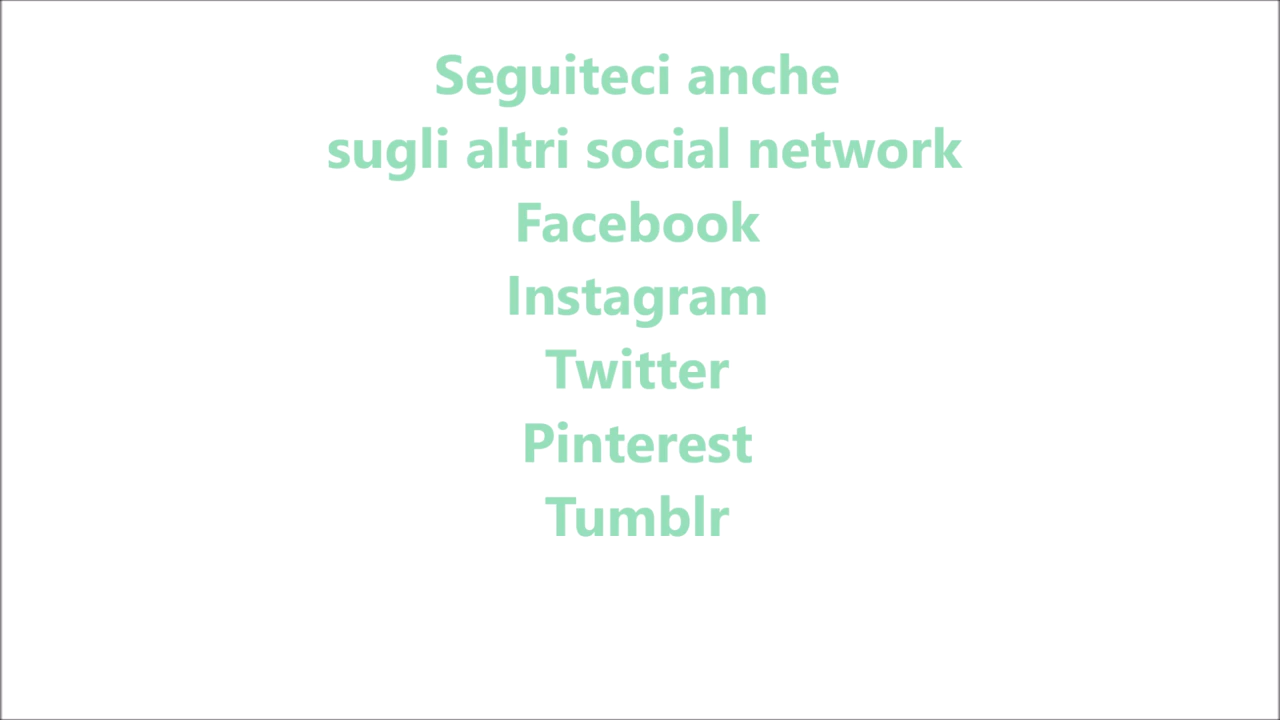 Seguiteci anche
sugli altri social network
Facebook
Instagram
Twitter
Pinterest
Tumblr